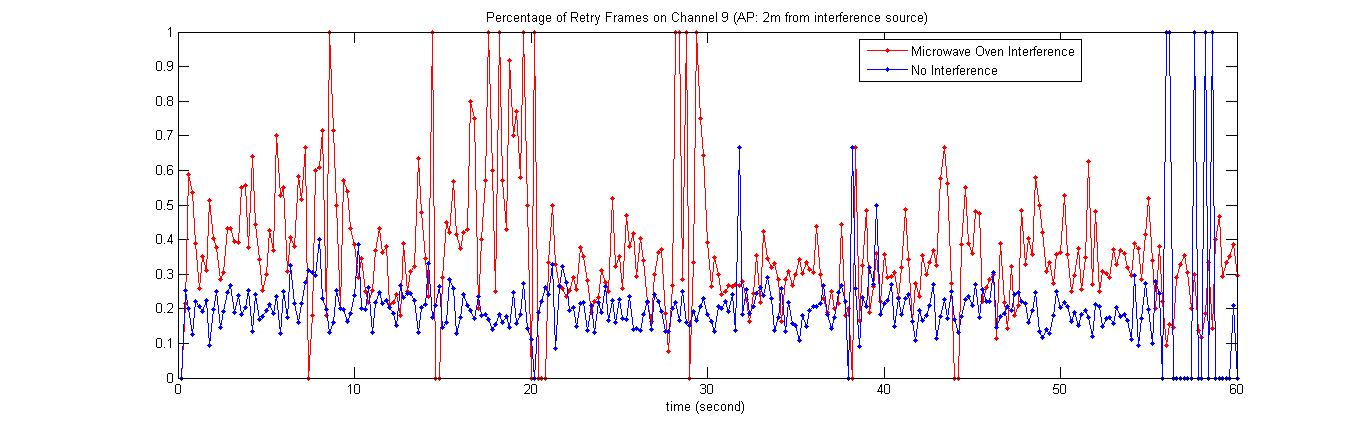 Percentage of Retry Frames on Channel 9 (AP: 2m from interference source)
Microwave Oven Interference
No Interference
1
0.9
0.8
0.7
0.6
0.5
0.4
0.3
0.2
0.1
0
0 10 20 30 40 50 60
time (second)